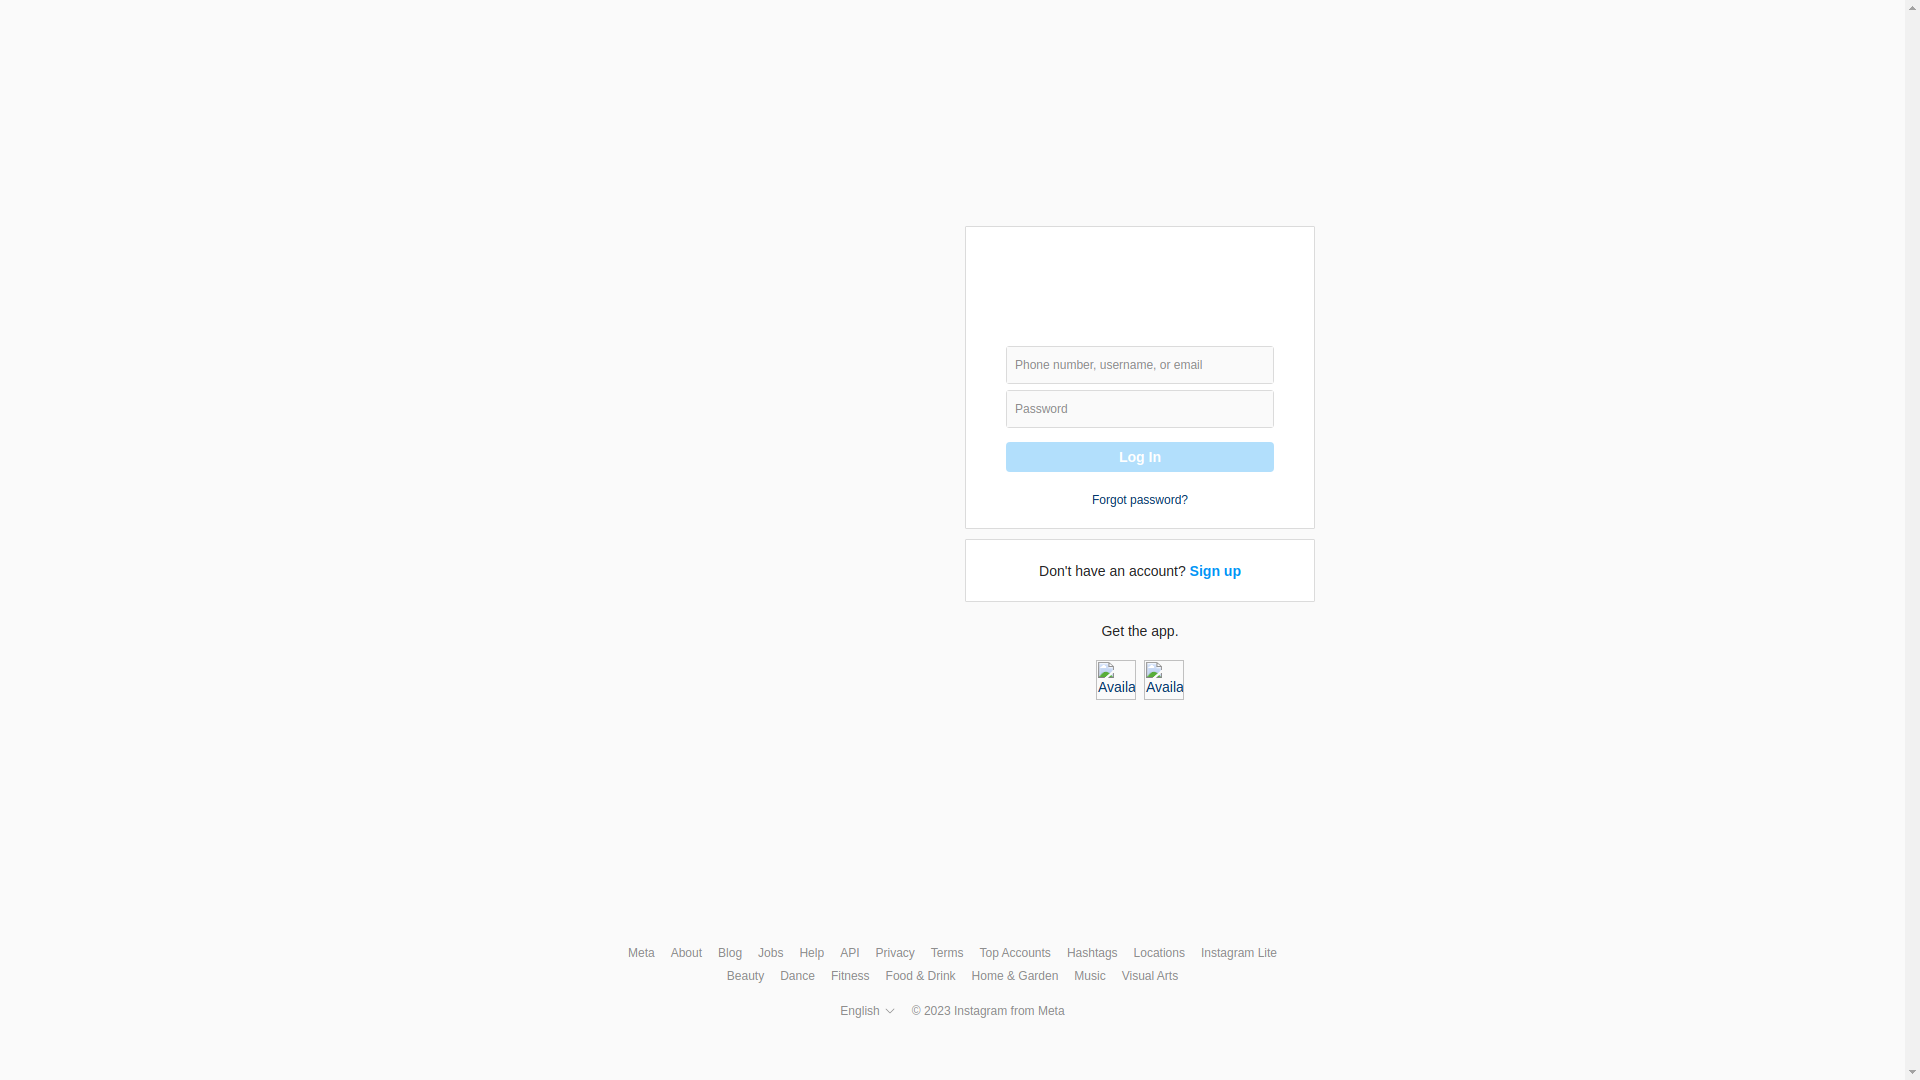 Phone number, username, or email
Password
Log In
Forgot password?
Don't have an account? Sign up
Get the app.
Availa Availa
Meta About Blog Jobs Help API Privacy Terms Top Accounts Hashtags Locations Instagram Lite
Beauty Dance Fitness Food & Drink Home & Garden Music Visual Arts
English © 2023 Instagram from Meta